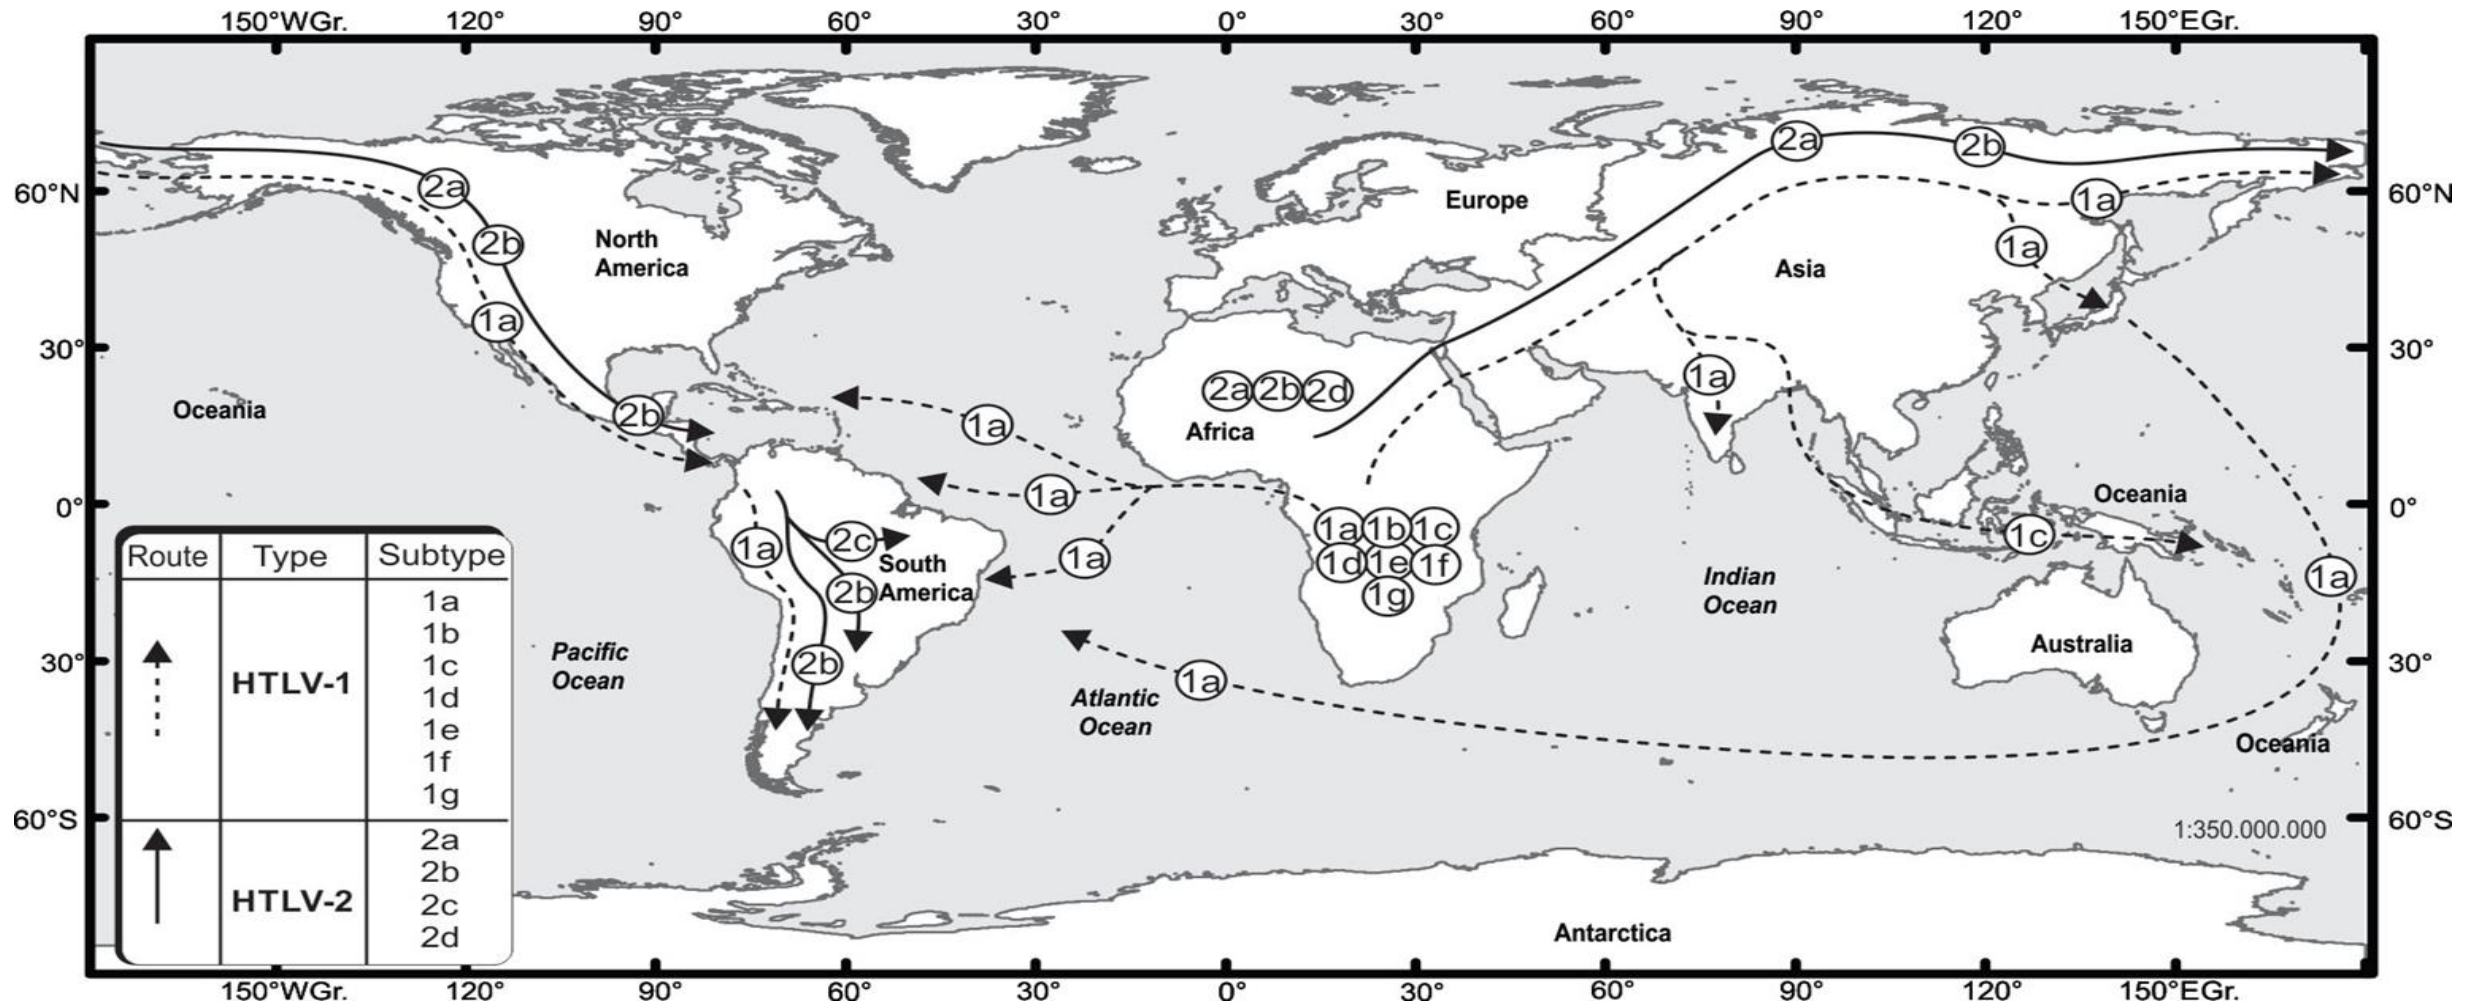 150°WGr. 120° 90° 60° 30° 0° 30° 60° 90° 120° 150°EGr.
2a 2b
2a
60°N 60°N
Europe
1a
North
America
2b
1a
Asia
1a
30° 30°
1a
2a 2b 2d
Oceania
2b
1a
Africa
1a
Oceania
0° 0°
1a 1b 1c
1c
1a
2c
1a
1d 1e 1f
South
America
2b
1g
Indian
Ocean
1a
Australia
30° 30°
Pacific
Ocean
2b
1a
Atlantic
Ocean
Oceania
Route Type Subtype
HTLV-1
1a
1b
1c
1d
1e
1f
1g
HTLV-2
2a
2b
2c
2d
60°S 60°S
1:350.000.000
Antarctica
150°WGr. 120° 90° 60° 30° 0° 30° 60° 90° 120° 150°EGr.